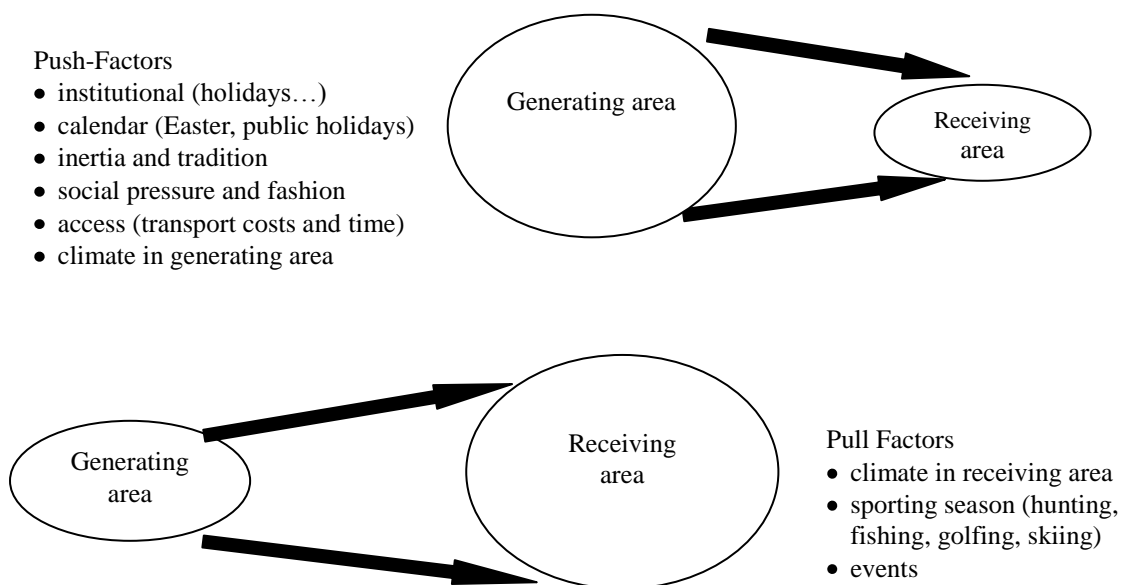 Push-Factors
• institutional (holidays…)
• calendar (Easter, public holidays)
• inertia and tradition
• social pressure and fashion
• access (transport costs and time)
• climate in generating area
Generating area
Receiving
area
Generating
area
Receiving
area
Pull Factors
• climate in receiving area
• sporting season (hunting,
fishing, golfing, skiing)
• events